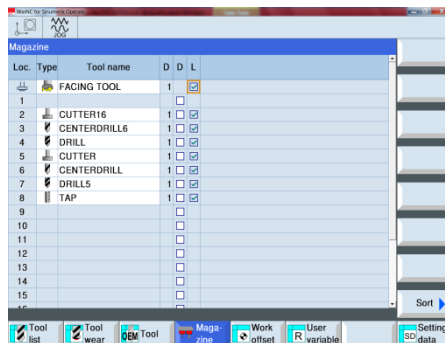 WinNC for Sinumerik Operate
JOG
Magazine
Loc. Type Tool name D D L
FACING TOOL 1
1
2 CUTTER16 1
3 CENTERDRILL6 1
4 DRILL 1
5 CUTTER 1
6 CENTERDRILL 1
7 DRILL5 1
8 TAP 1
9
10
11
12
13
14
15
Sort
Tool list
Tool wear
OEM Tool
Maga- zine
Work offset
R User variable
SD Setting data